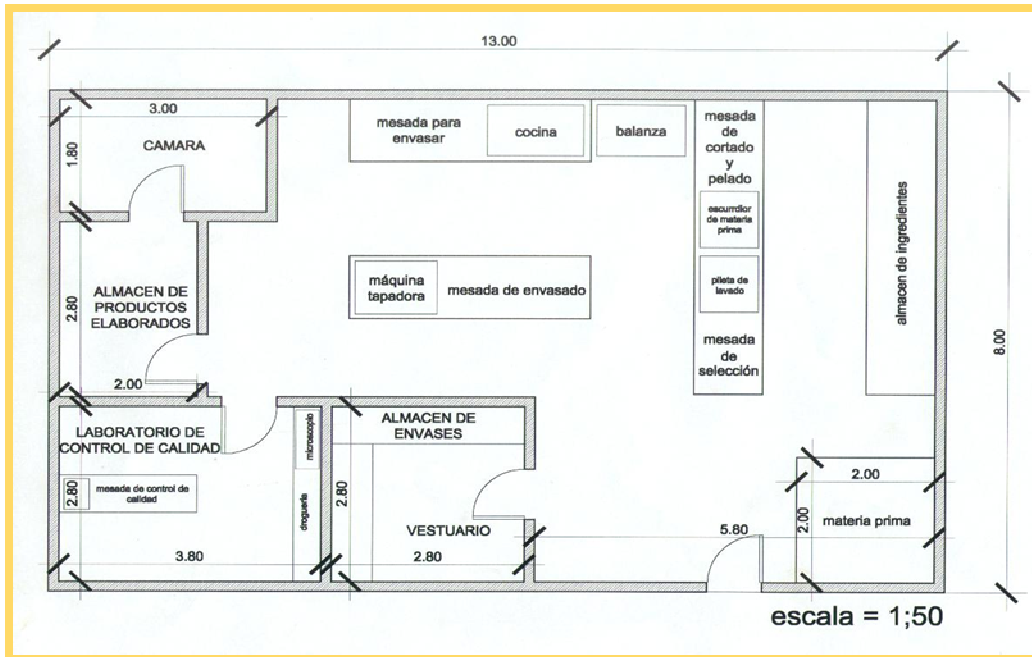 13.00
3.00
CAMARA
1.80
mesada para
envasar
cocina
balanza
mesada
de
cortado
y
pelado
escurridor
de materia
prima
pileta de
lavado
mesada
de
selección
almacen de ingredientes
8.00
2.80
ALMACEN DE
PRODUCTOS
ELABORADOS
2.00
máquina
tapadora
mesada de envasado
LABORATORIO DE
CONTROL DE CALIDAD
microscopio
drogueria
2.80
mesada de control de
calidad
3.80
ALMACEN DE
ENVASES
2.80
VESTUARIO
2.80
5.80
2.00
2.00
materia prima
escala = 1;50